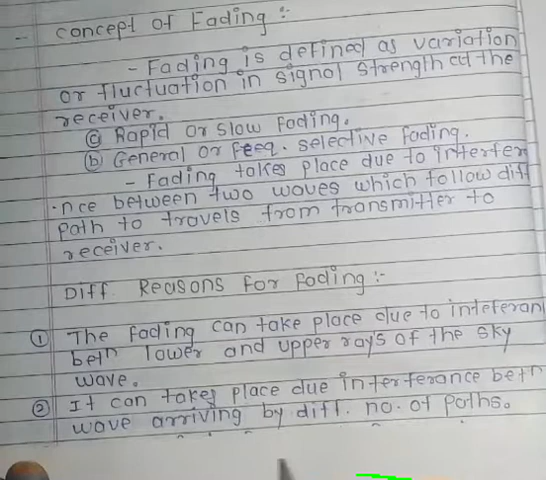 - concept of Fading :-
- Fading is defined as variation
or fluctuation in signal strength at the
receiver.
ⓐ Rapid or slow fading.
ⓑ General or freq. selective fading.
- Fading takes place due to interfer
-nce between two waves which follow diff
path to travels from transmitter to
receiver.
Diff. Reasons for fading :-
① The fading can take place due to inteferan
betn lower and upper rays of the sky
wave.
② It can takes place due interferance betn
wave arriving by diff. no. of paths.